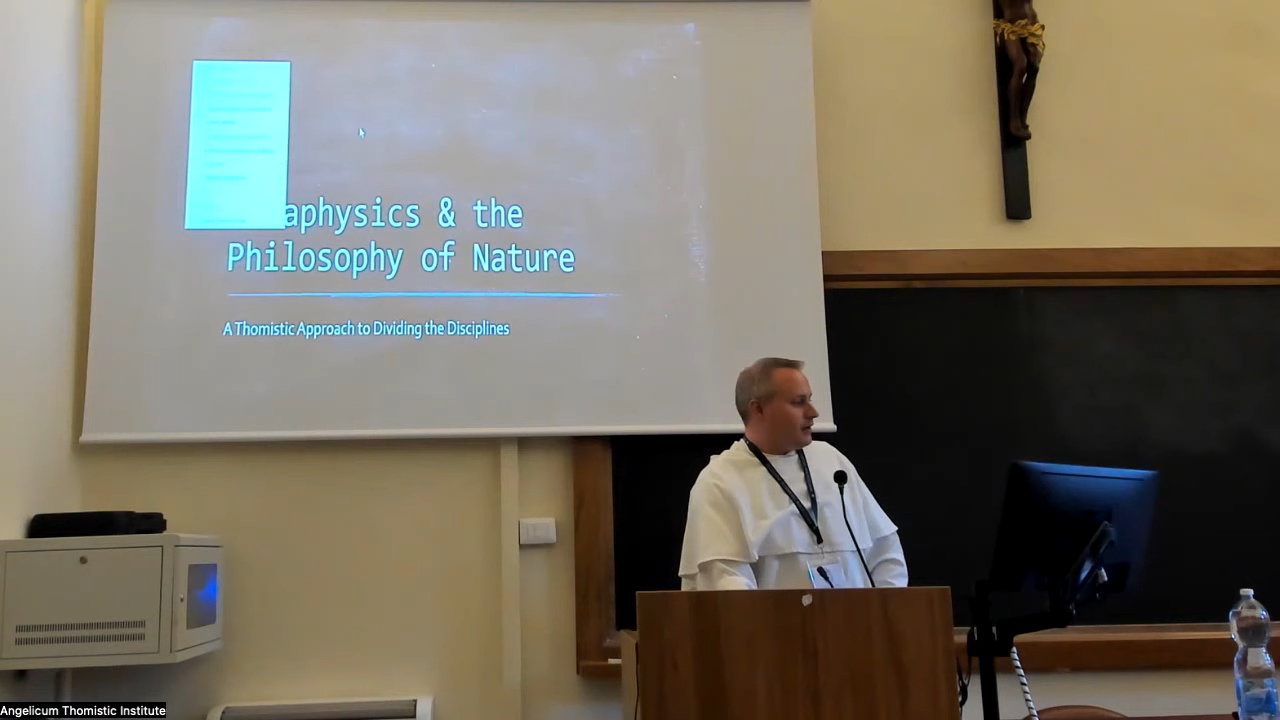 aphysics & the
Philosophy of Nature
A Thomistic Approach to Dividing the Disciplines
Angelicum Thomistic Institute